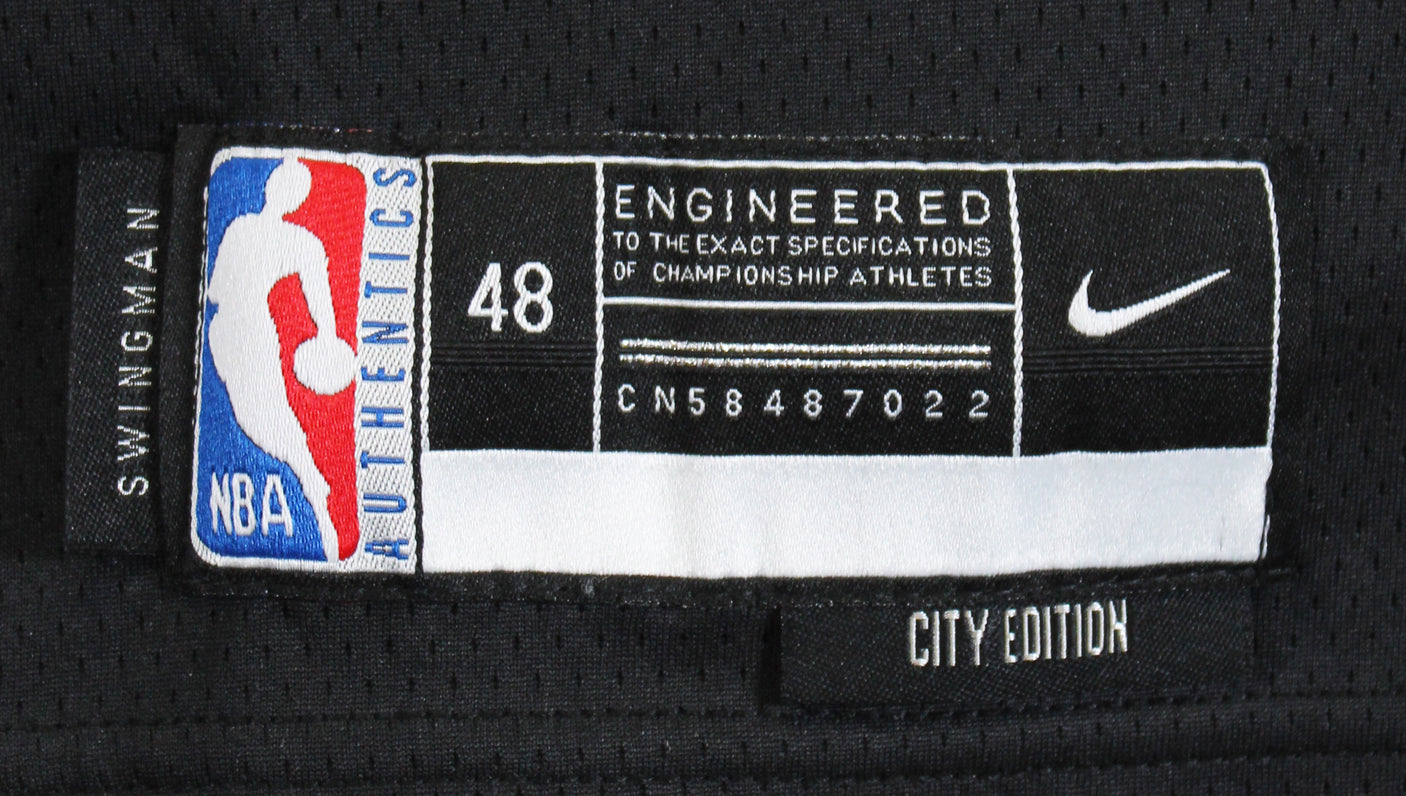 SWINGMAN
NBA
AUTHENTICS
48
ENGINEERED
TO THE EXACT SPECIFICATIONS
OF CHAMPIONSHIP ATHLETES
CN58487022
CITY EDITION